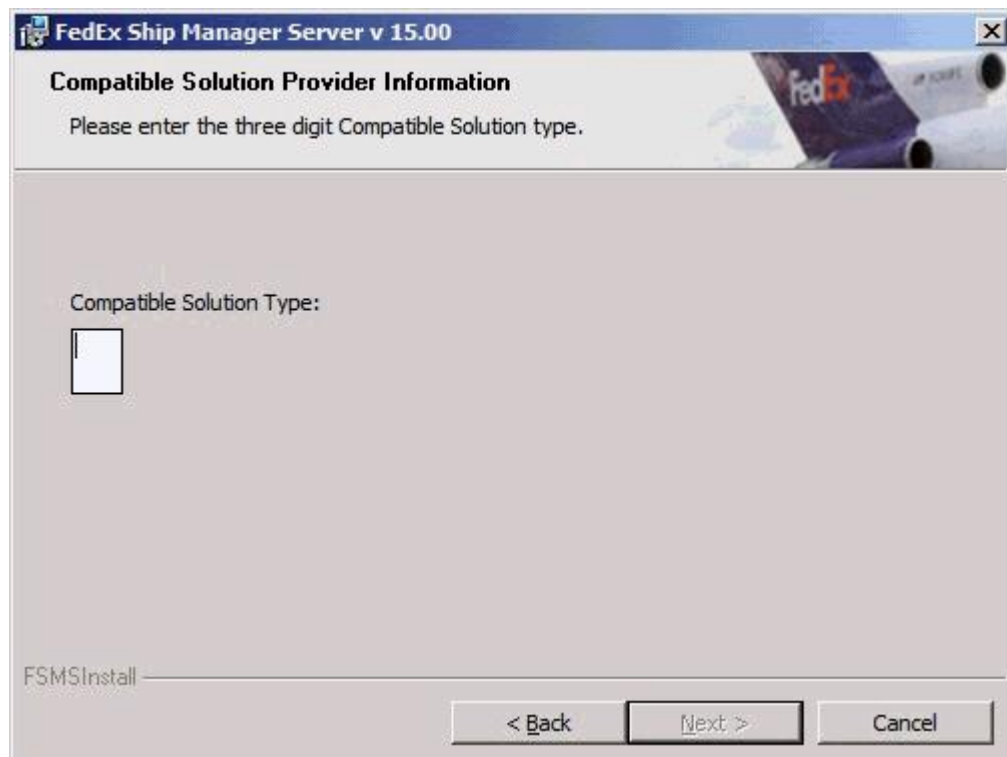 FedEx Ship Manager Server v 15.00
Compatible Solution Provider Information
Please enter the three digit Compatible Solution type.
FedEx
Compatible Solution Type:
FSMSInstall
< Back
Next >
Cancel